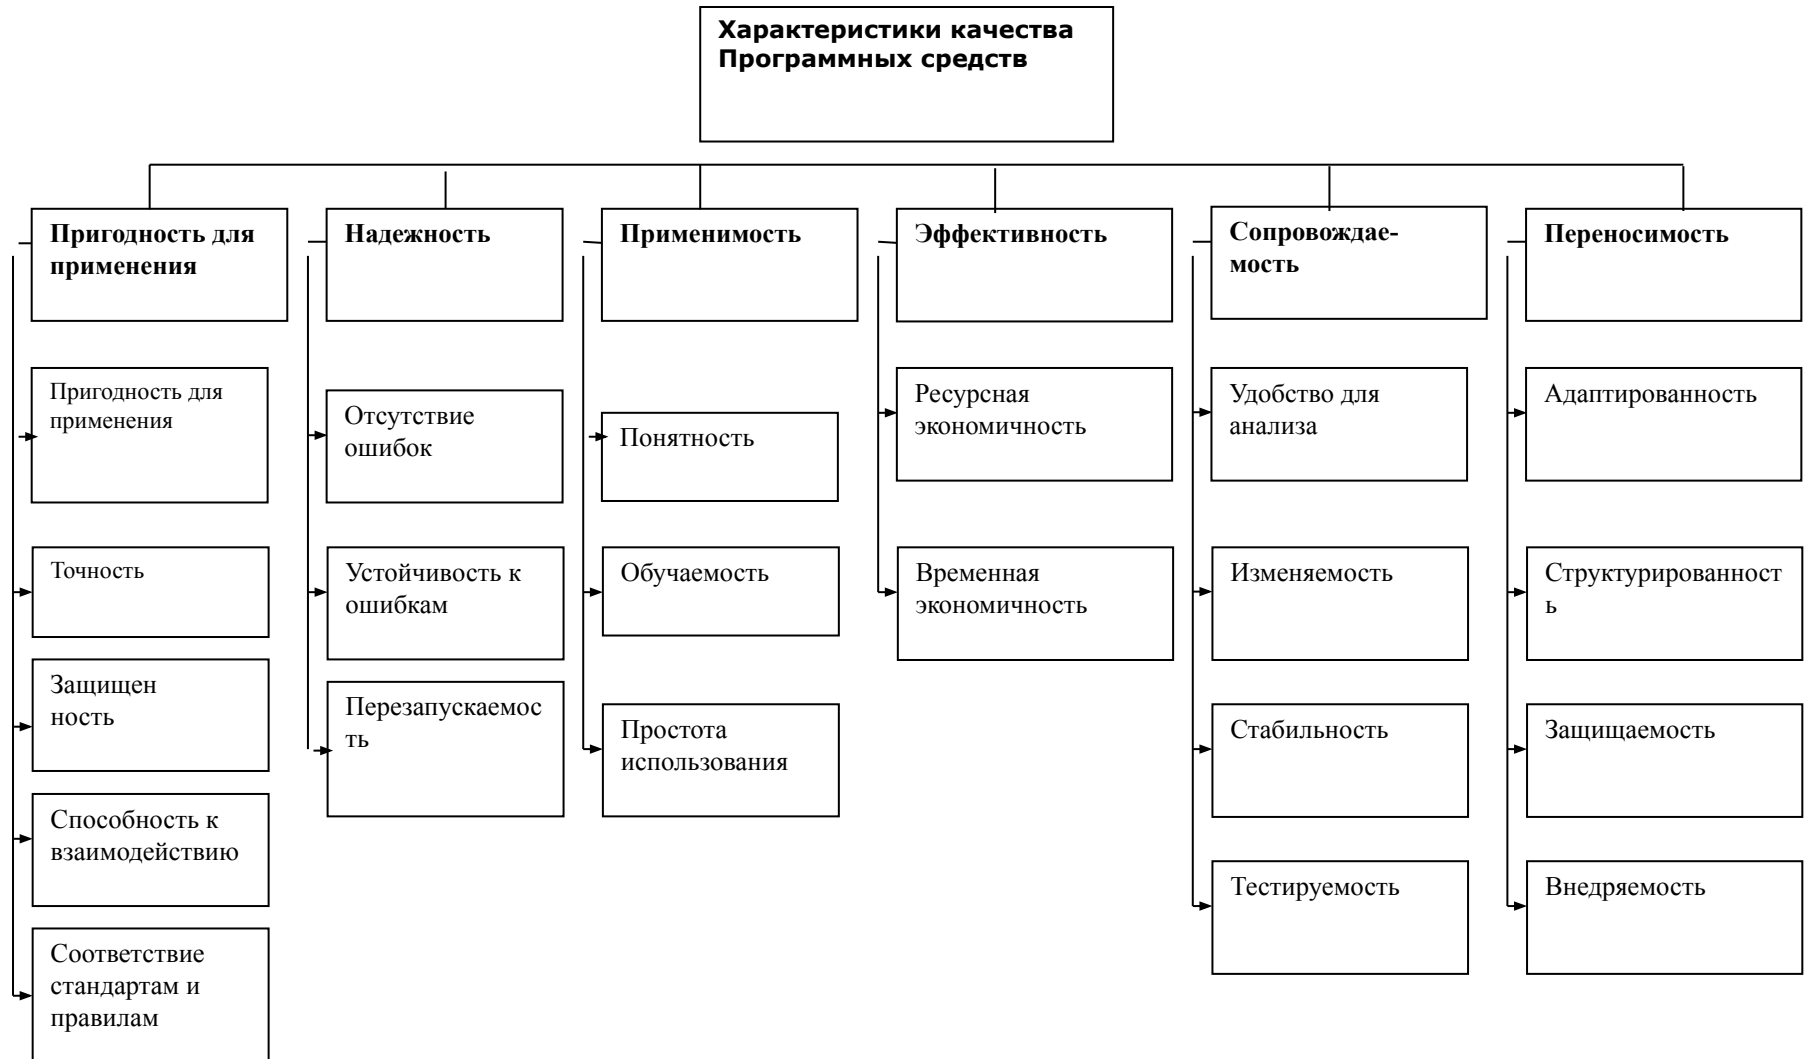 Характеристики качества
Программных средств
Пригодность для
применения
Надежность
Применимость
Эффективность
Сопровождае-
мость
Переносимость
Пригодность для
применения
Точность
Защищен
ность
Способность к
взаимодействию
Соответствие
стандартам и
правилам
Отсутствие
ошибок
Устойчивость к
ошибкам
Перезапускаемос
ть
Понятность
Обучаемость
Простота
использования
Ресурсная
экономичность
Временная
экономичность
Удобство для
анализа
Изменяемость
Стабильность
Тестируемость
Адаптированность
Структурированност
ь
Защищаемость
Внедряемость